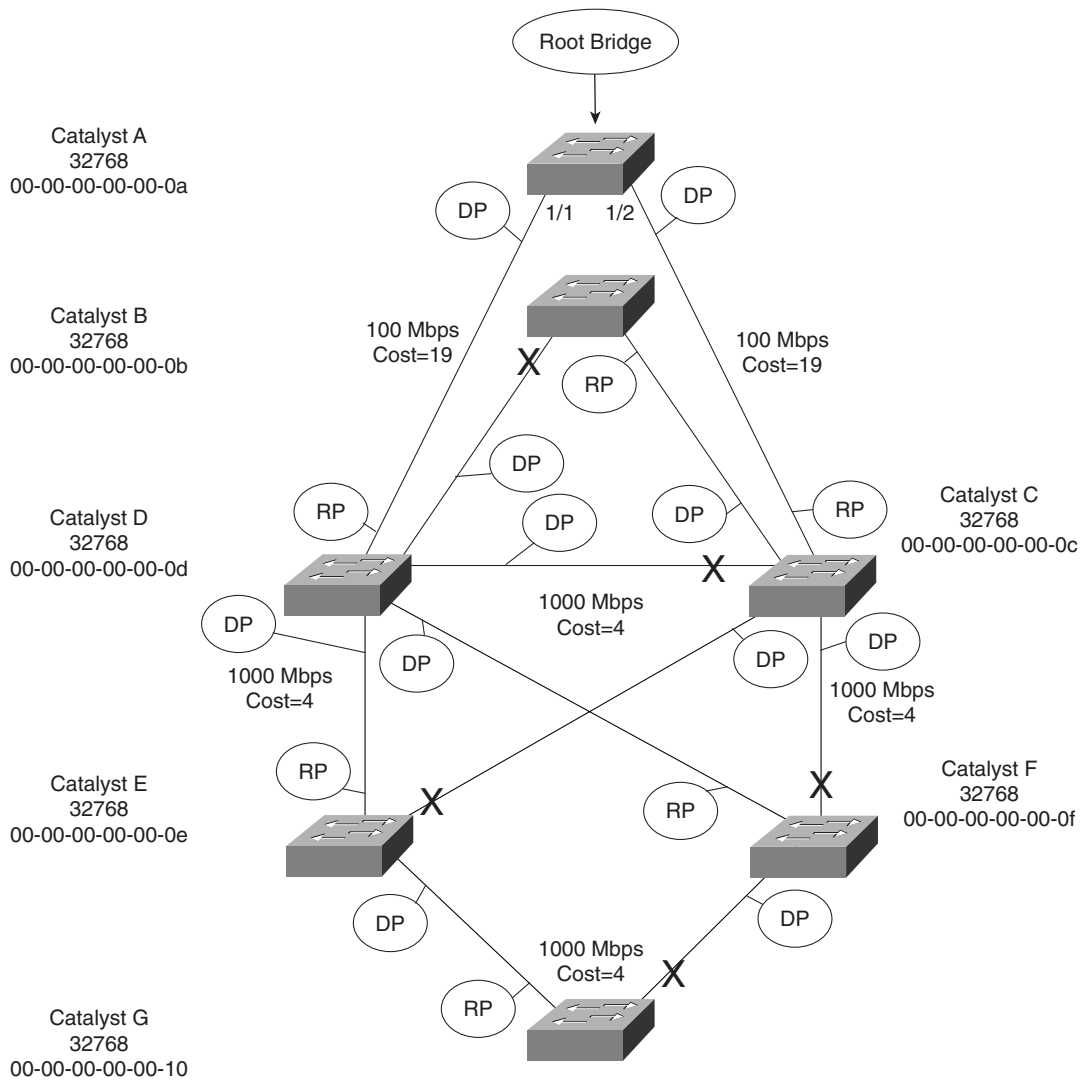 Root Bridge
Catalyst A
32768
00-00-00-00-00-0a
DP
DP
1/1
1/2
Catalyst B
32768
00-00-00-00-00-0b
100 Mbps
Cost=19
100 Mbps
Cost=19
X
RP
DP
Catalyst D
32768
00-00-00-00-00-0d
RP
DP
DP
RP
Catalyst C
32768
00-00-00-00-00-0c
X
1000 Mbps
Cost=4
DP
1000 Mbps
Cost=4
DP
DP
DP
1000 Mbps
Cost=4
Catalyst E
32768
00-00-00-00-00-0e
RP
X
RP
X
Catalyst F
32768
00-00-00-00-00-0f
DP
DP
1000 Mbps
Cost=4
X
RP
Catalyst G
32768
00-00-00-00-00-10